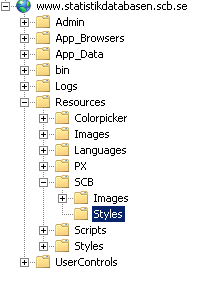 www.statistikdatabasen.scb.se
Admin
App_Browsers
App_Data
bin
Logs
Resources
Colorpicker
Images
Languages
PX
SCB
Images
Styles
Scripts
Styles
UserControls